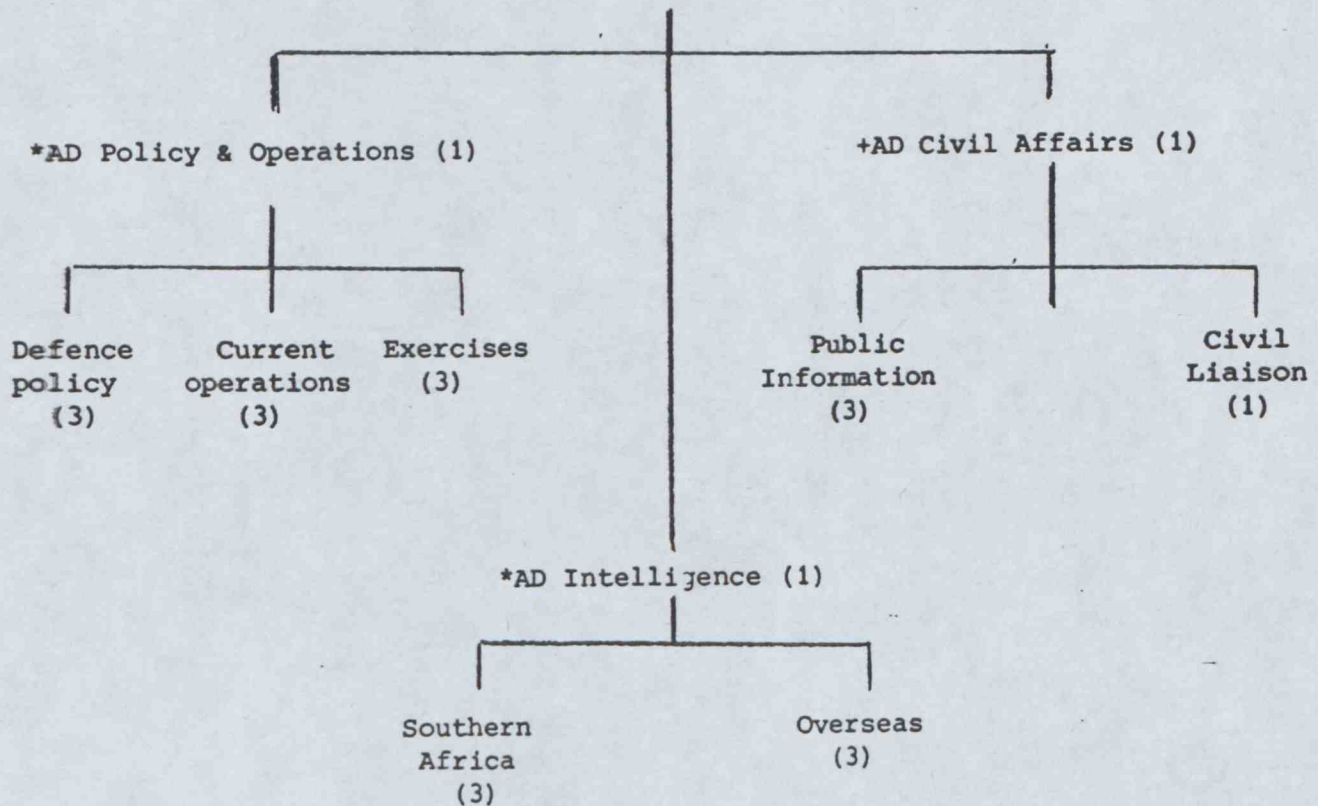 *AD Policy & Operations (1)
+AD Civil Affairs (1)
Defence
policy
(3)
Current
operations
(3)
Exercises
(3)
Public
Information
(3)
Civil
Liaison
(1)
*AD Intelligence (1)
Southern
Africa
(3)
Overseas
(3)